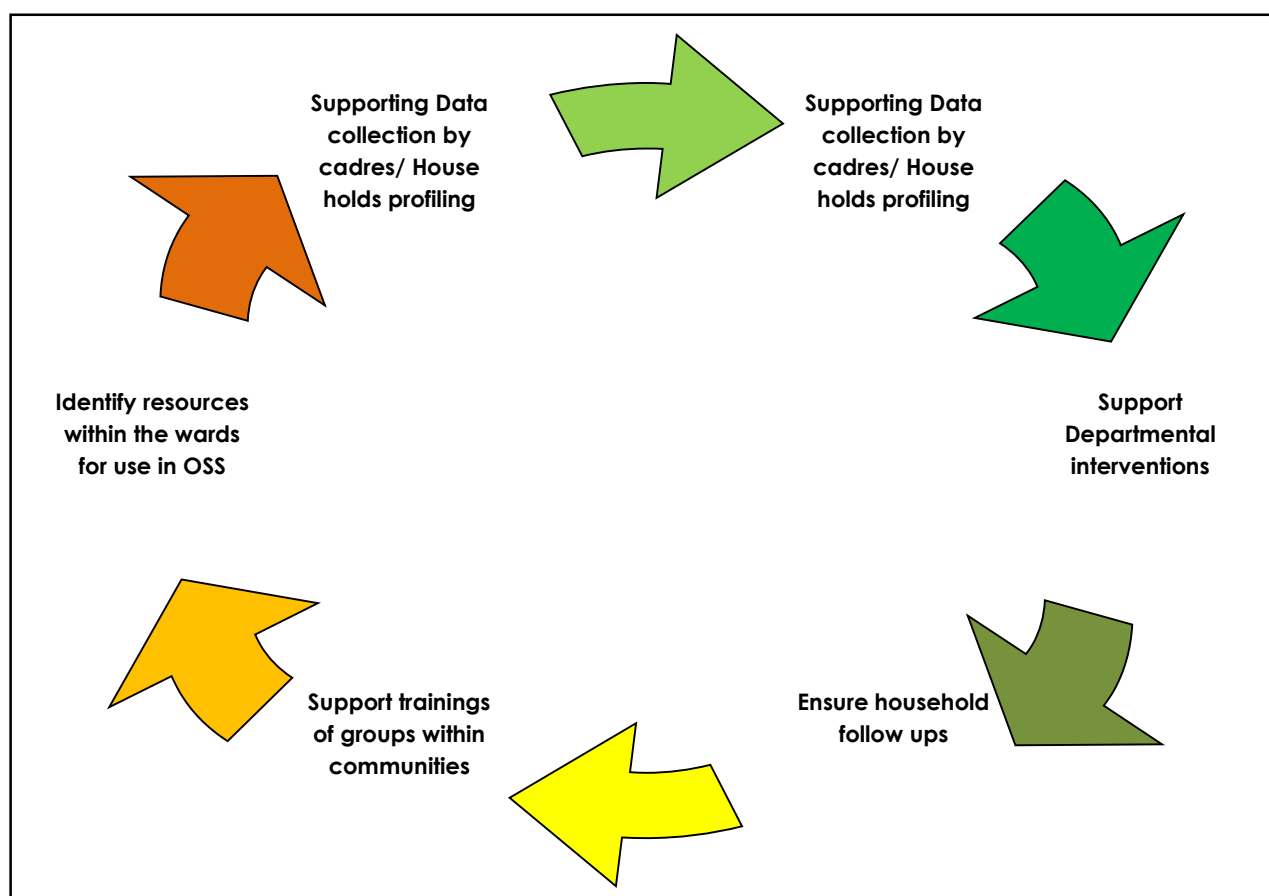 Supporting Data
collection by
cadres/ House
holds profiling
Supporting Data
collection by
cadres/ House
holds profiling
Support
Departmental
interventions
Ensure household
follow ups
Support trainings
of groups within
communities
Identify resources
within the wards
for use in OSS